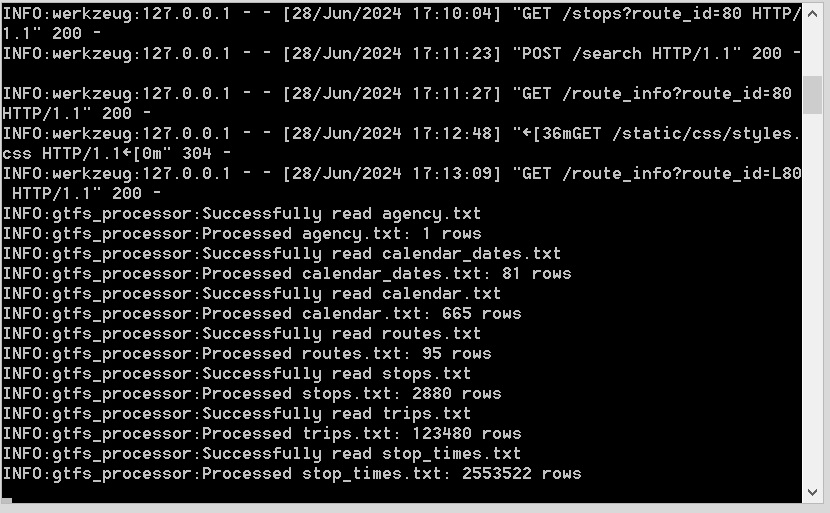 INFO:werkzeug:127.0.0.1 - - [28/Jun/2024 17:10:04] "GET /stops?route_id=80 HTTP/
1.1" 200 -
INFO:werkzeug:127.0.0.1 - - [28/Jun/2024 17:11:23] "POST /search HTTP/1.1" 200 -
INFO:werkzeug:127.0.0.1 - - [28/Jun/2024 17:11:27] "GET /route_info?route_id=80
HTTP/1.1" 200 -
INFO:werkzeug:127.0.0.1 - - [28/Jun/2024 17:12:48] "←[36mGET /static/css/styles.
css HTTP/1.1←[0m" 304 -
INFO:werkzeug:127.0.0.1 - - [28/Jun/2024 17:13:09] "GET /route_info?route_id=L80
 HTTP/1.1" 200 -
INFO:gtfs_processor:Successfully read agency.txt
INFO:gtfs_processor:Processed agency.txt: 1 rows
INFO:gtfs_processor:Successfully read calendar_dates.txt
INFO:gtfs_processor:Processed calendar_dates.txt: 81 rows
INFO:gtfs_processor:Successfully read calendar.txt
INFO:gtfs_processor:Processed calendar.txt: 665 rows
INFO:gtfs_processor:Successfully read routes.txt
INFO:gtfs_processor:Processed routes.txt: 95 rows
INFO:gtfs_processor:Successfully read stops.txt
INFO:gtfs_processor:Processed stops.txt: 2880 rows
INFO:gtfs_processor:Successfully read trips.txt
INFO:gtfs_processor:Processed trips.txt: 123480 rows
INFO:gtfs_processor:Successfully read stop_times.txt
INFO:gtfs_processor:Processed stop_times.txt: 2553522 rows